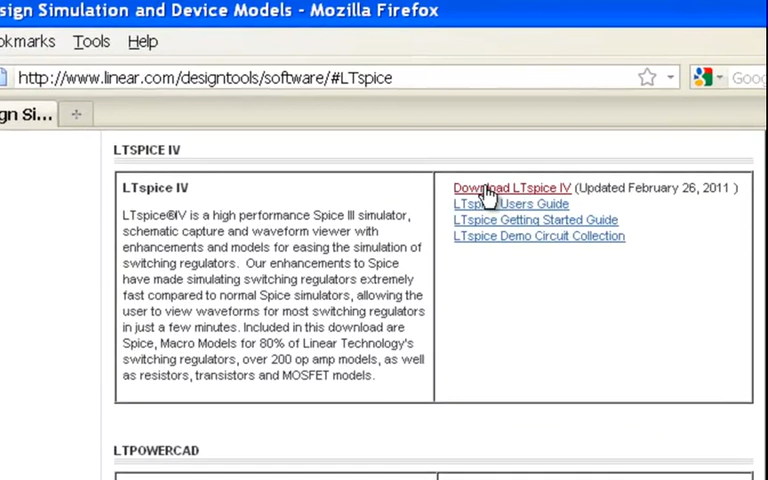 sign Simulation and Device Models - Mozilla Firefox
okmarks Tools Help
http://www.linear.com/designtools/software/#LTspice
Goo
gn Si...
LTSPICE IV
LTspice IV
LTspice®IV is a high performance Spice III simulator,
schematic capture and waveform viewer with
enhancements and models for easing the simulation of
switching regulators. Our enhancements to Spice
have made simulating switching regulators extremely
fast compared to normal Spice simulators, allowing the
user to view waveforms for most switching regulators
in just a few minutes. Included in this download are
Spice, Macro Models for 80% of Linear Technology's
switching regulators, over 200 op amp models, as well
as resistors, transistors and MOSFET models.
Download LTspice IV (Updated February 26, 2011 )
LTspice Users Guide
LTspice Getting Started Guide
LTspice Demo Circuit Collection
LTPOWERCAD